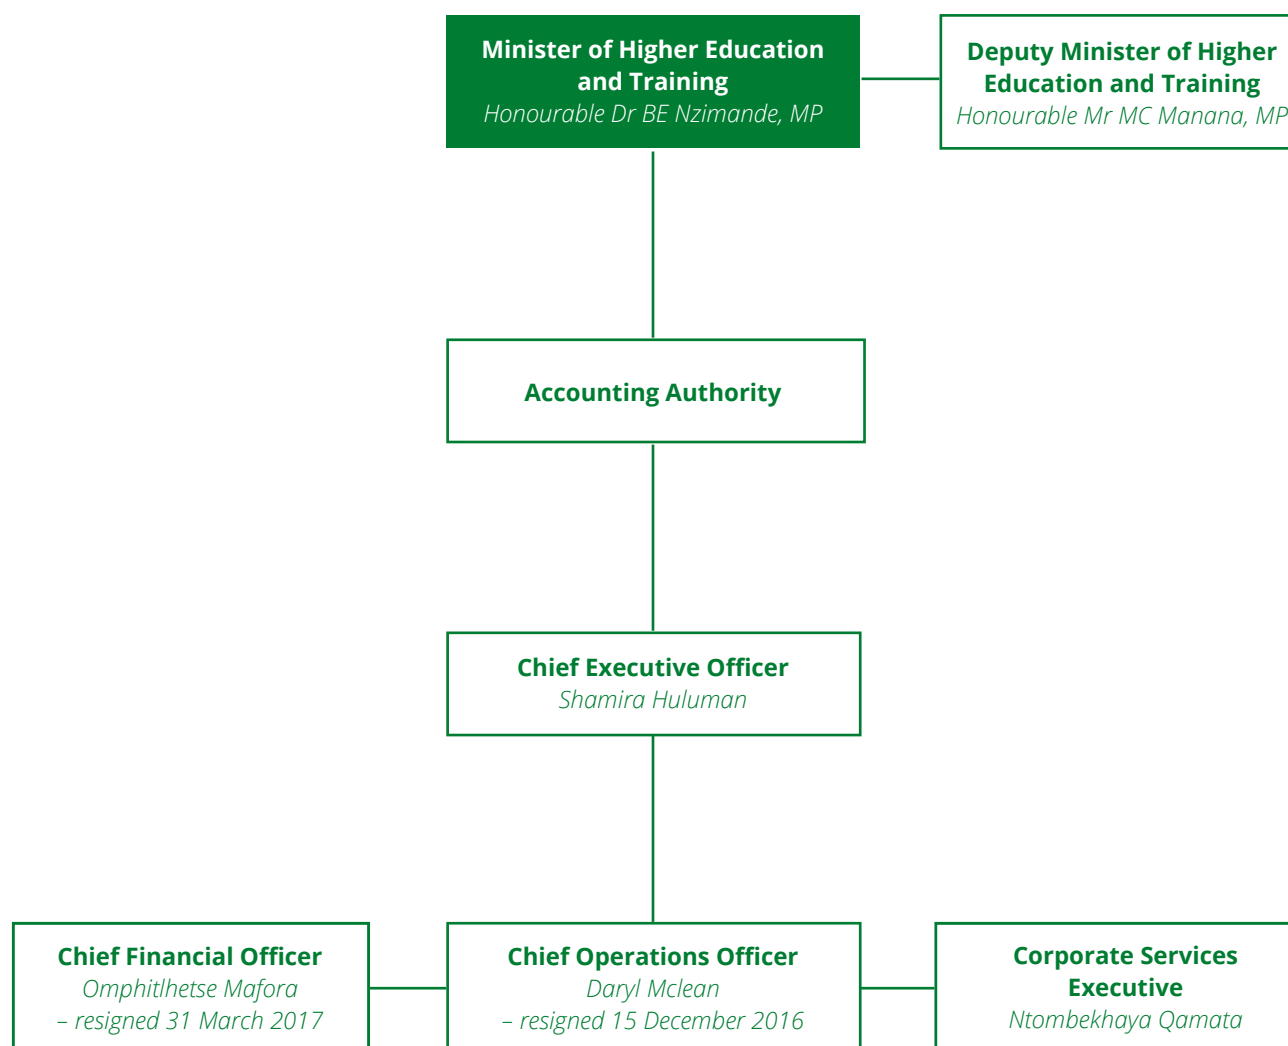 Minister of Higher Education
and Training
Honourable Dr BE Nzimande, MP
Deputy Minister of Higher
Education and Training
Honourable Mr MC Manana, MP
Accounting Authority
Chief Executive Officer
Shamira Huluman
Chief Financial Officer
Omphitlhetse Mafora
– resigned 31 March 2017
Chief Operations Officer
Daryl Mclean
– resigned 15 December 2016
Corporate Services
Executive
Ntombekhaya Qamata